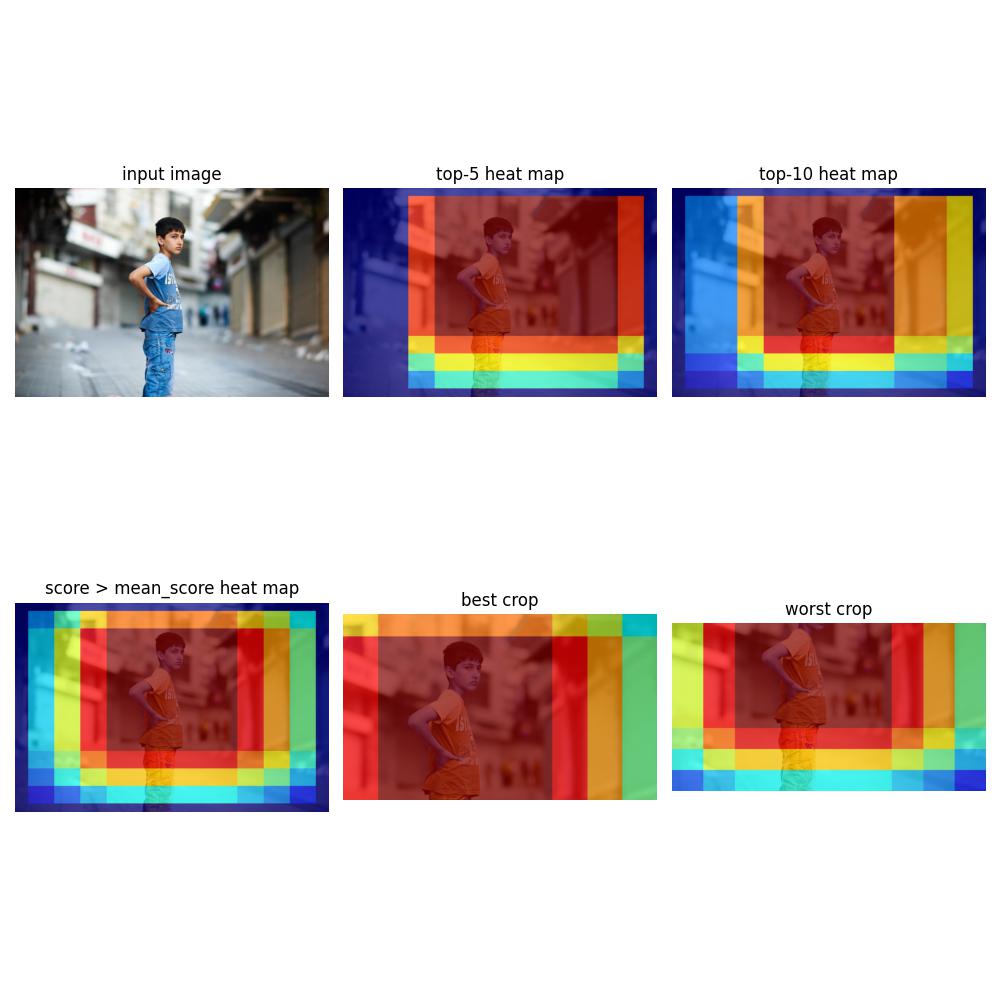 input image
top-5 heat map
top-10 heat map
score > mean_score heat map
best crop
worst crop